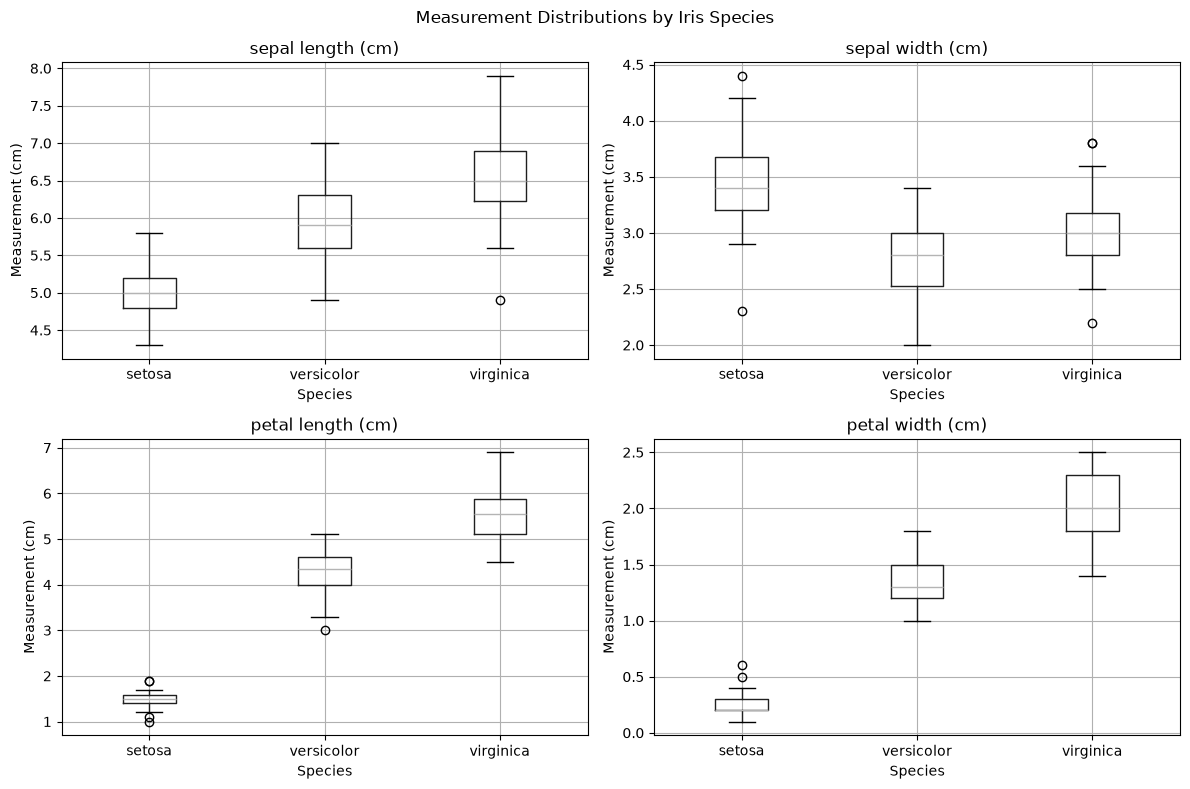 Measurement Distributions by Iris Species
sepal length (cm)
8.0
7.5
7.0
6.5
6.0
5.5
5.0
4.5
Measurement (cm)
setosa versicolor virginica
Species
sepal width (cm)
4.5
4.0
3.5
3.0
2.5
2.0
Measurement (cm)
setosa versicolor virginica
Species
petal length (cm)
7
6
5
4
3
2
1
Measurement (cm)
setosa versicolor virginica
Species
petal width (cm)
2.5
2.0
1.5
1.0
0.5
0.0
Measurement (cm)
setosa versicolor virginica
Species